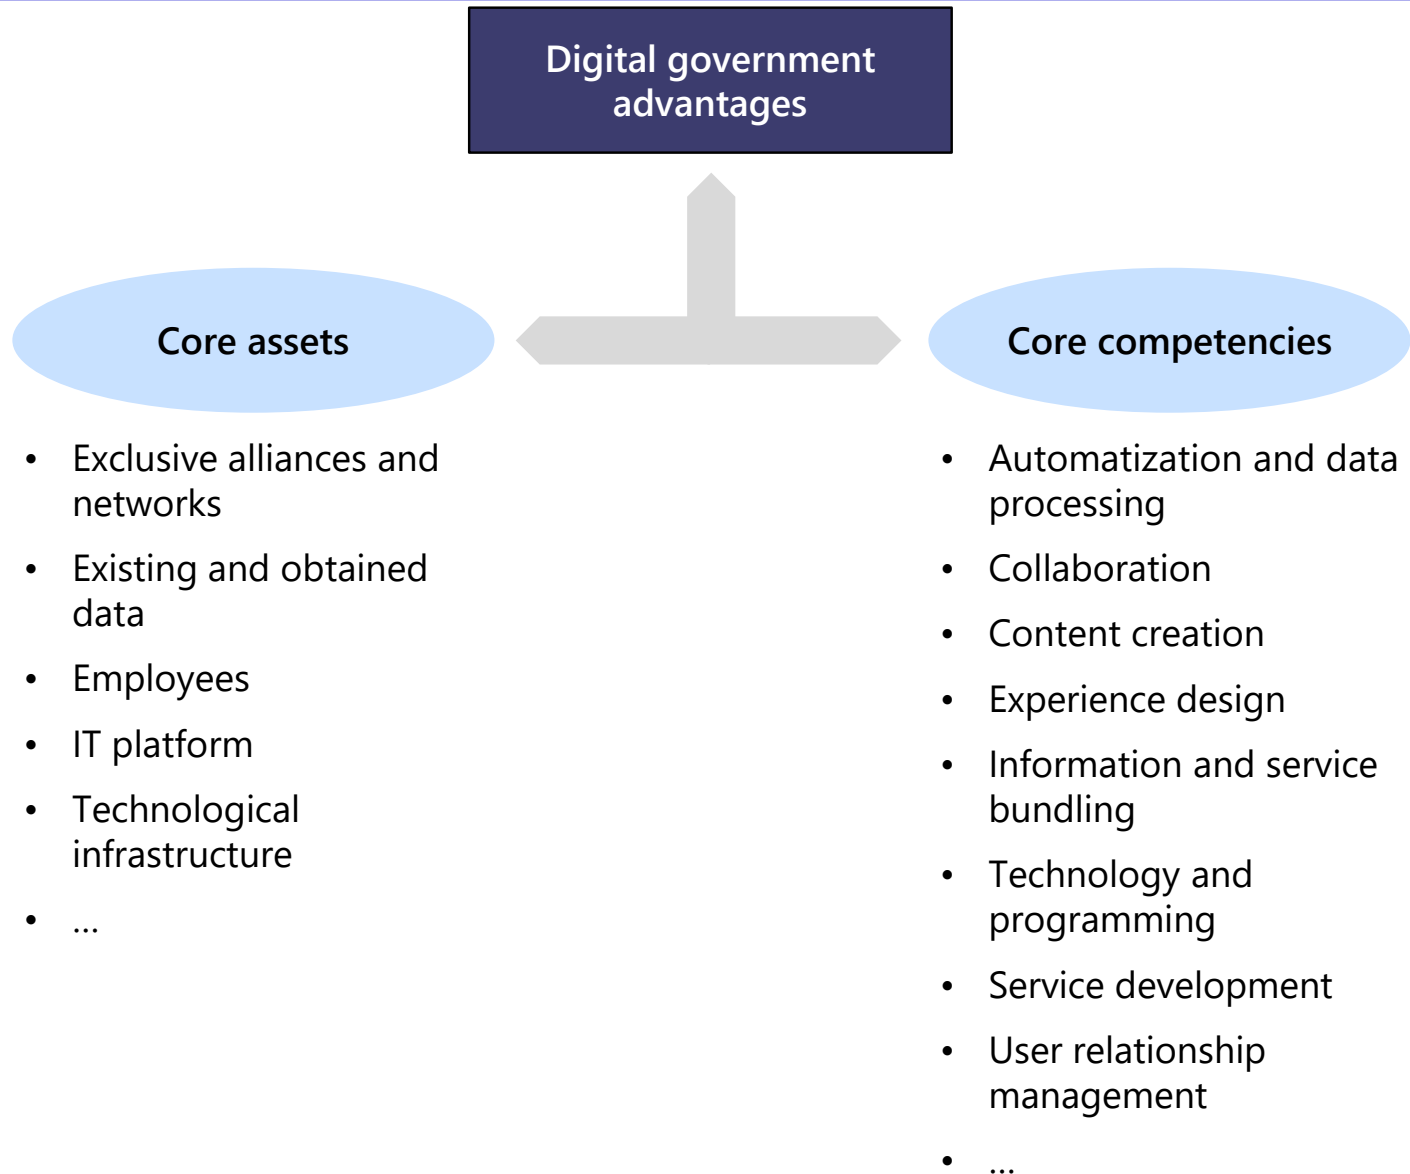 Digital government
advantages
Core assets
• Exclusive alliances and
networks
• Existing and obtained
data
• Employees
• IT platform
• Technological
infrastructure
• ...
Core competencies
• Automatization and data
processing
• Collaboration
• Content creation
• Experience design
• Information and service
bundling
• Technology and
programming
• Service development
• User relationship
management
• ...